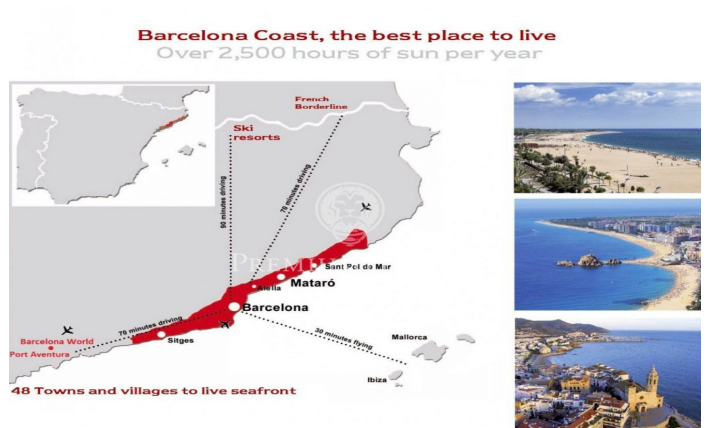 Barcelona Coast, the best place to live
Over 2,500 hours of sun per year
French
Borderline
Ski
resorts
90 minutes driving
70 minutes driving
PREMIU
Sant Pol de Mar
Mataró
Alella
Barcelona
70 minutes driving
Barcelona World
Port Aventura
Sitges
30 minutes flying
Mallorca
Ibiza
48 Towns and villages to live seafront